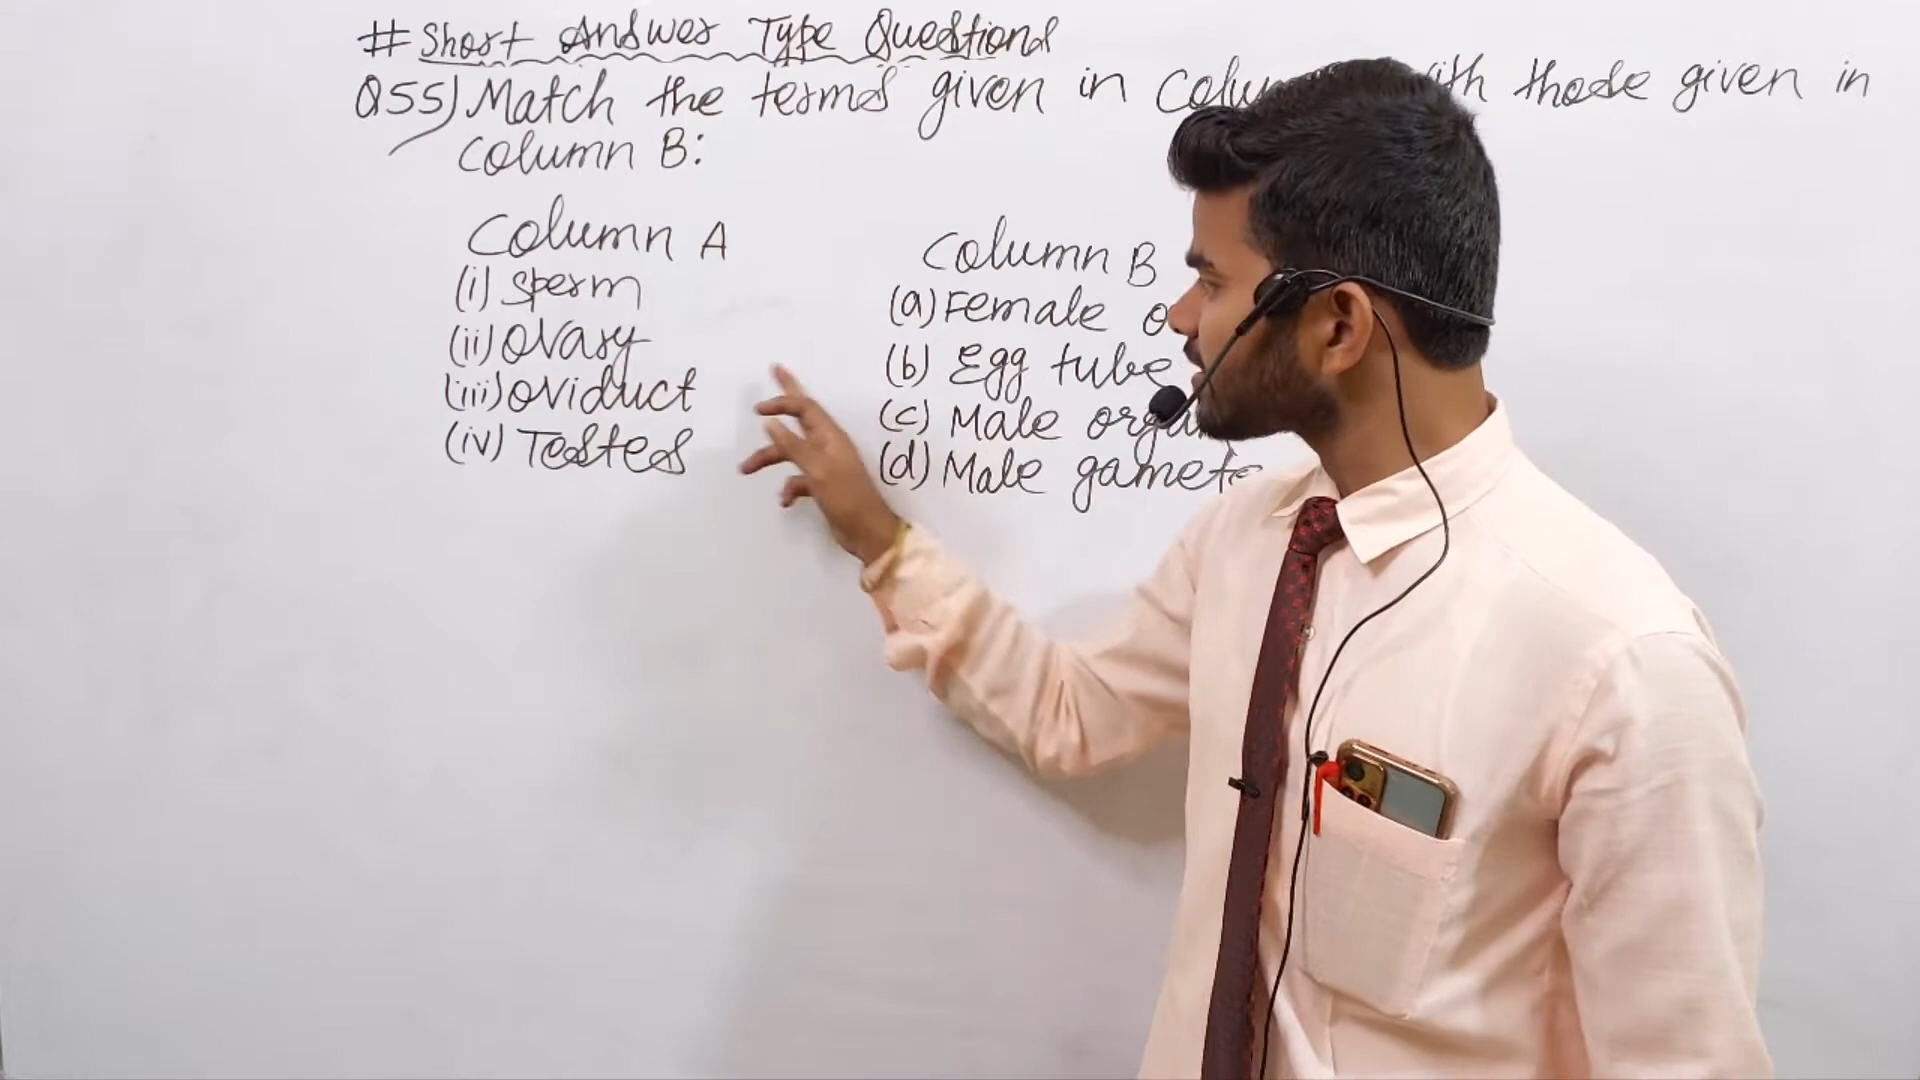 # Short Answer Type Questions
Q55) Match the terms given in with those given in
Column B:
Column A
(i) Sperm
(ii) Ovary
(iii) Oviduct
(iv) Testes
Column B
(a) Female
(b) Egg tube
(c) Male
(d) Male gamete